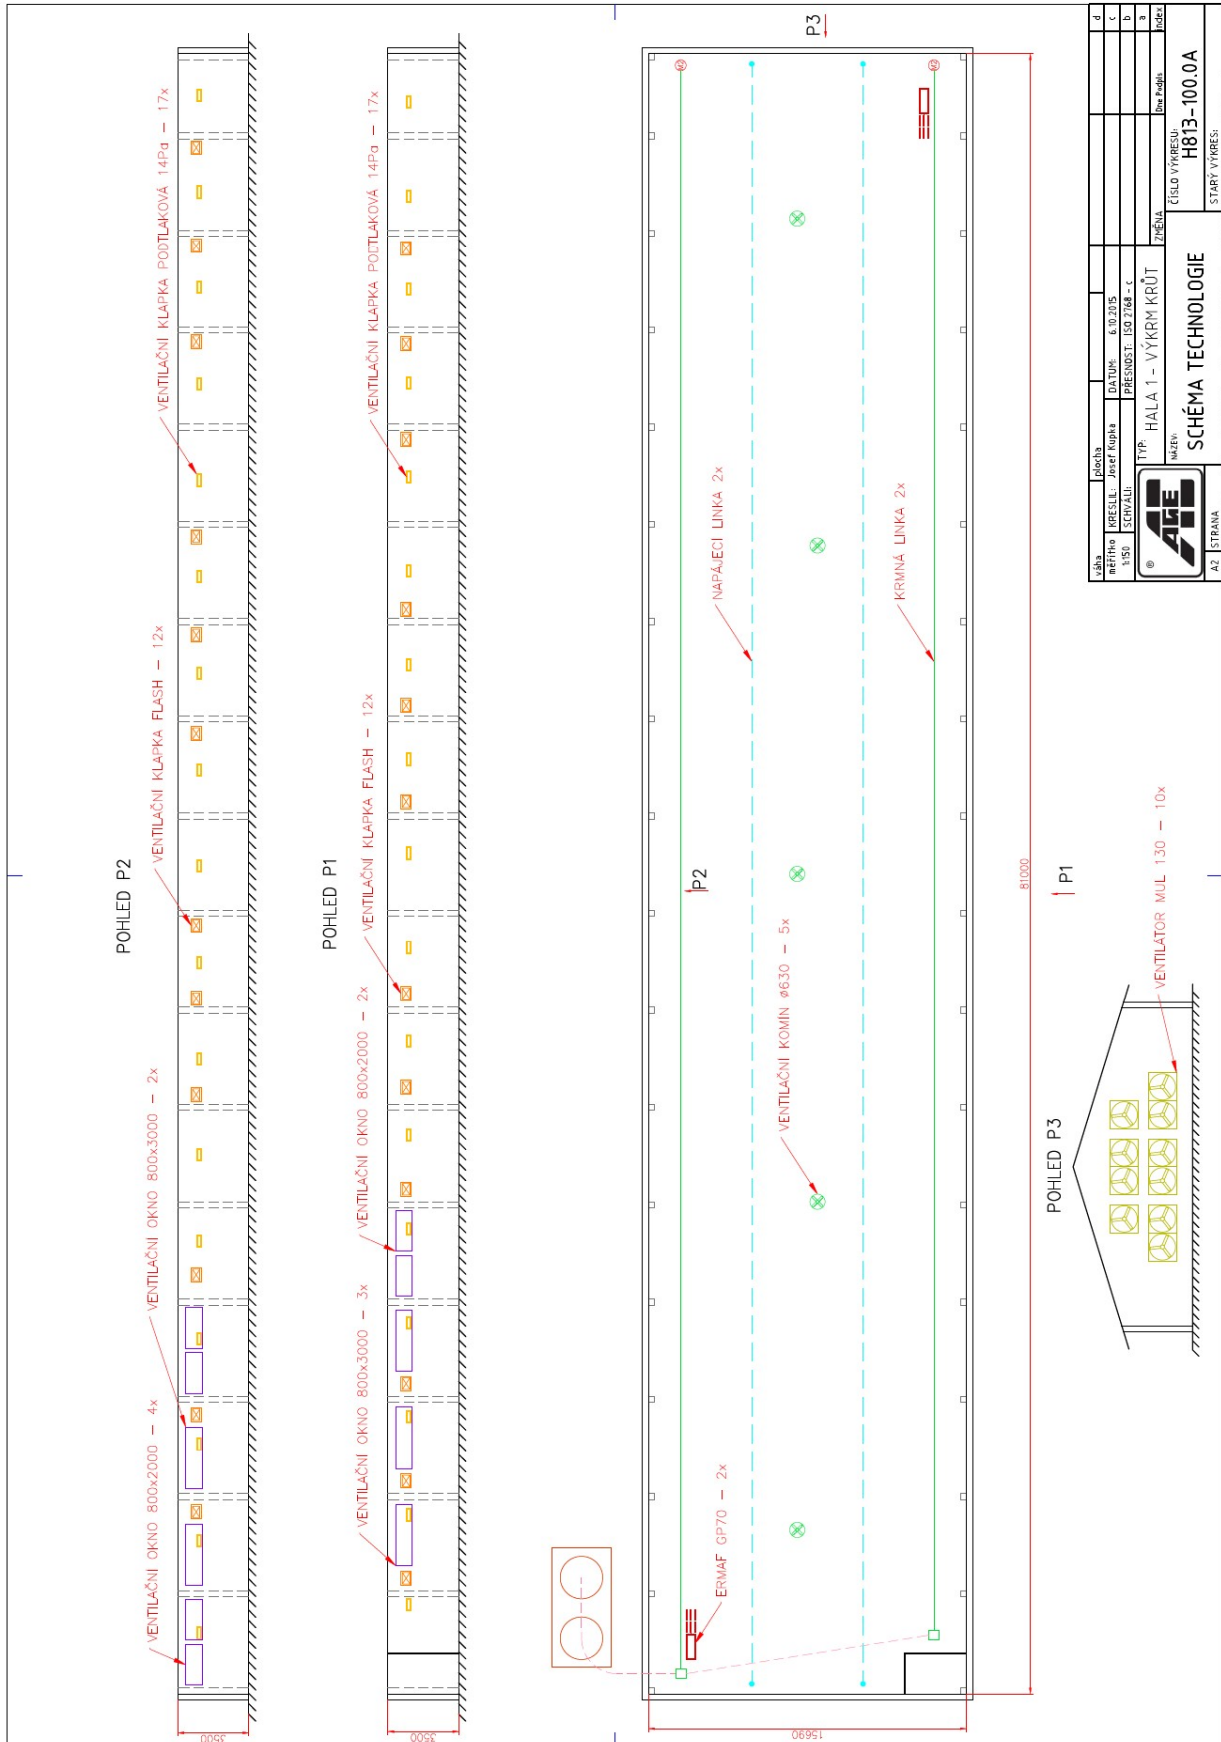 POHLED P2
VENTILAČNÍ OKNO 800x2000 – 4x
VENTILAČNÍ OKNO 800x3000 – 2x
VENTILAČNÍ KLAPKA FLASH – 12x
VENTILAČNÍ KLAPKA PODTLAKOVÁ 14Pa – 17x
3500
POHLED P1
VENTILAČNÍ OKNO 800x3000 – 3x
VENTILAČNÍ OKNO 800x2000 – 2x
VENTILAČNÍ KLAPKA FLASH – 12x
VENTILAČNÍ KLAPKA PODTLAKOVÁ 14Pa – 17x
3500
P3
P2
P1
ERMAF GP70 – 2x
VENTILAČNÍ KOMÍN ø630 – 5x
NAPÁJECÍ LINKA 2x
KRMNÁ LINKA 2x
15690
81000
POHLED P3
VENTILÁTOR MUL 130 – 10x
váha
plocha
d
měřítko
KRESLIL: Josef Kupka
DATUM: 6.10.2015
c
1:150
SCHVÁLIL:
PŘESNOST: ISO 2768 - c
b
a
TYP: HALA 1 - VÝKRM KRŮT
ZMĚNA
Dne
Podpis
index
® AGE
NÁZEV:
SCHÉMA TECHNOLOGIE
ČÍSLO VÝKRESU:
H813-100.0A
A2
STRANA
STARÝ VÝKRES: